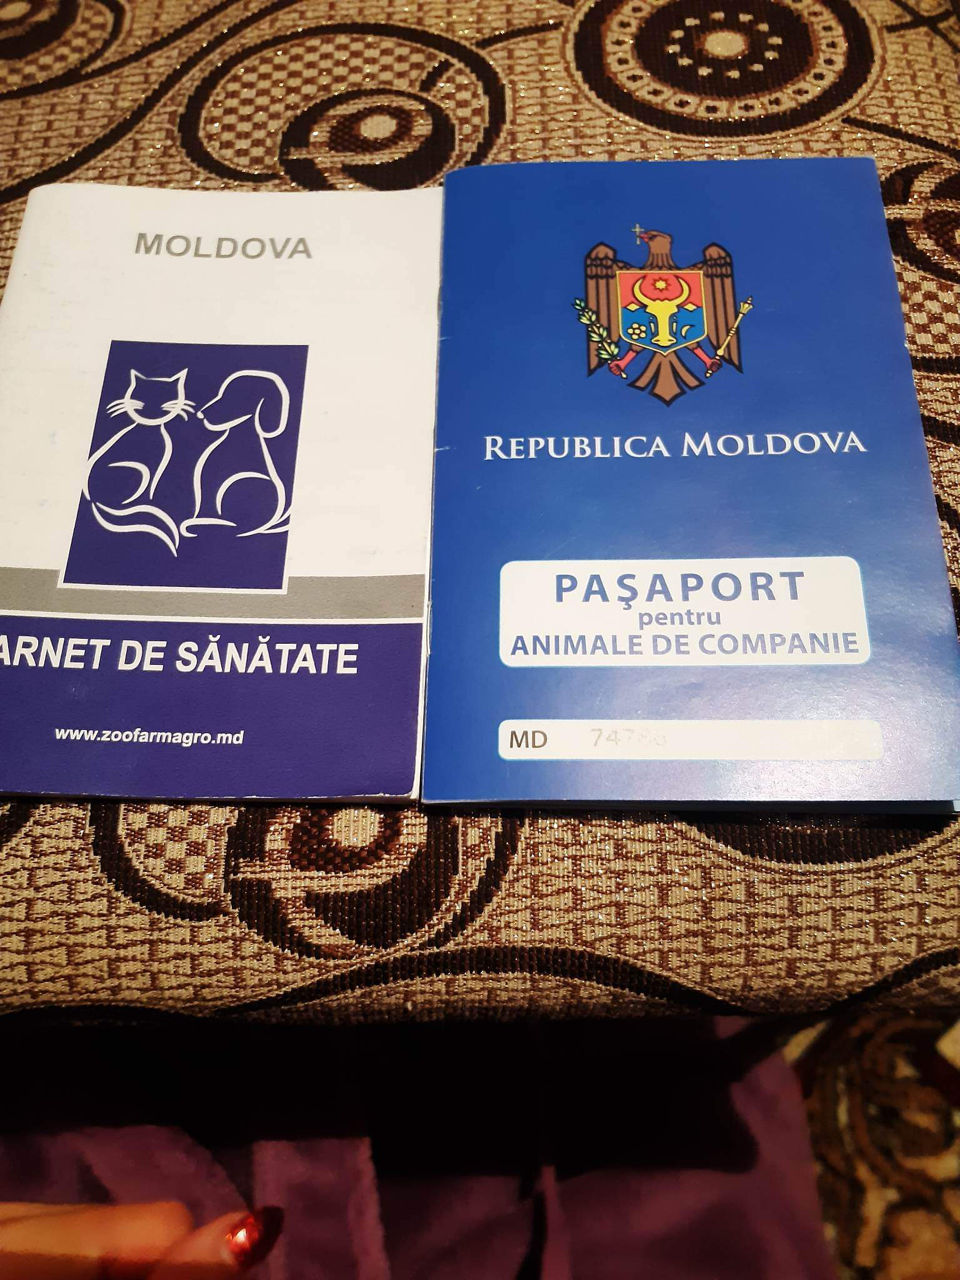 MOLDOVA
ARNET DE SĂNĂTATE
www.zoofarmagro.md
REPUBLICA MOLDOVA
PAŞAPORT
pentru
ANIMALE DE COMPANIE
MD